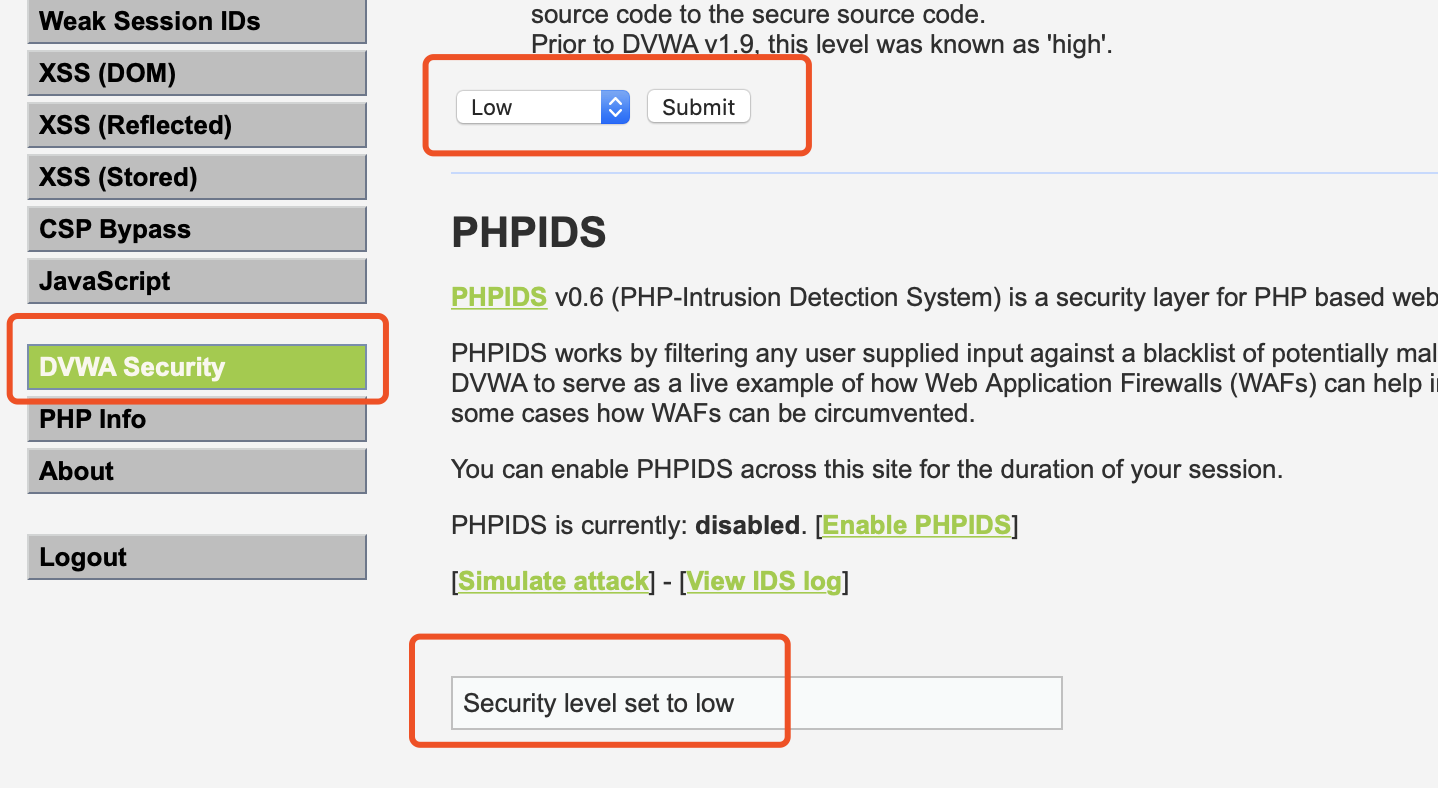 Weak Session IDs
XSS (DOM)
XSS (Reflected)
XSS (Stored)
CSP Bypass
JavaScript
DVWA Security
PHP Info
About
Logout
source code to the secure source code.
Prior to DVWA v1.9, this level was known as 'high'.
Low Submit
PHPIDS
PHPIDS v0.6 (PHP-Intrusion Detection System) is a security layer for PHP based web
PHPIDS works by filtering any user supplied input against a blacklist of potentially mal
DVWA to serve as a live example of how Web Application Firewalls (WAFs) can help i
some cases how WAFs can be circumvented.
You can enable PHPIDS across this site for the duration of your session.
PHPIDS is currently: disabled. [Enable PHPIDS]
[Simulate attack] - [View IDS log]
Security level set to low